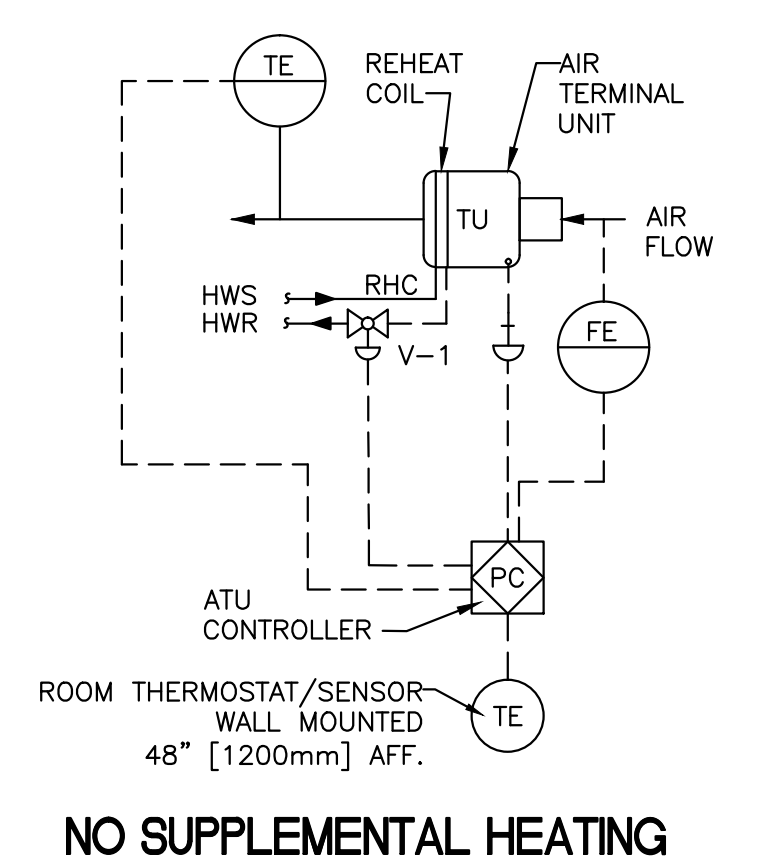 TE
REHEAT
COIL
AIR
TERMINAL
UNIT
TU
AIR
FLOW
HWS
RHC
HWR
V-1
FE
PC
ATU
CONTROLLER
ROOM THERMOSTAT/SENSOR
WALL MOUNTED
48” [1200mm] AFF.
TE
NO SUPPLEMENTAL HEATING